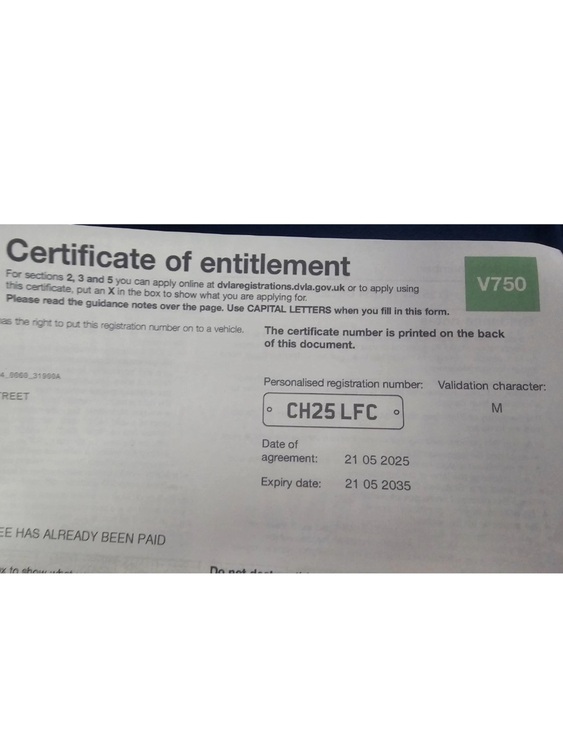 Certificate of entitlement
V750
For sections 2, 3 and 5 you can apply online at dvlaregistrations.dvla.gov.uk or to apply using
this certificate, put an X in the box to show what you are applying for.
Please read the guidance notes over the page. Use CAPITAL LETTERS when you fill in this form.
as the right to put this registration number on to a vehicle.
The certificate number is printed on the back
of this document.
Personalised registration number:
Validation character:
CH25 LFC
M
TREET
Date of
agreement: 21 05 2025
Expiry date: 21 05 2035
EE HAS ALREADY BEEN PAID